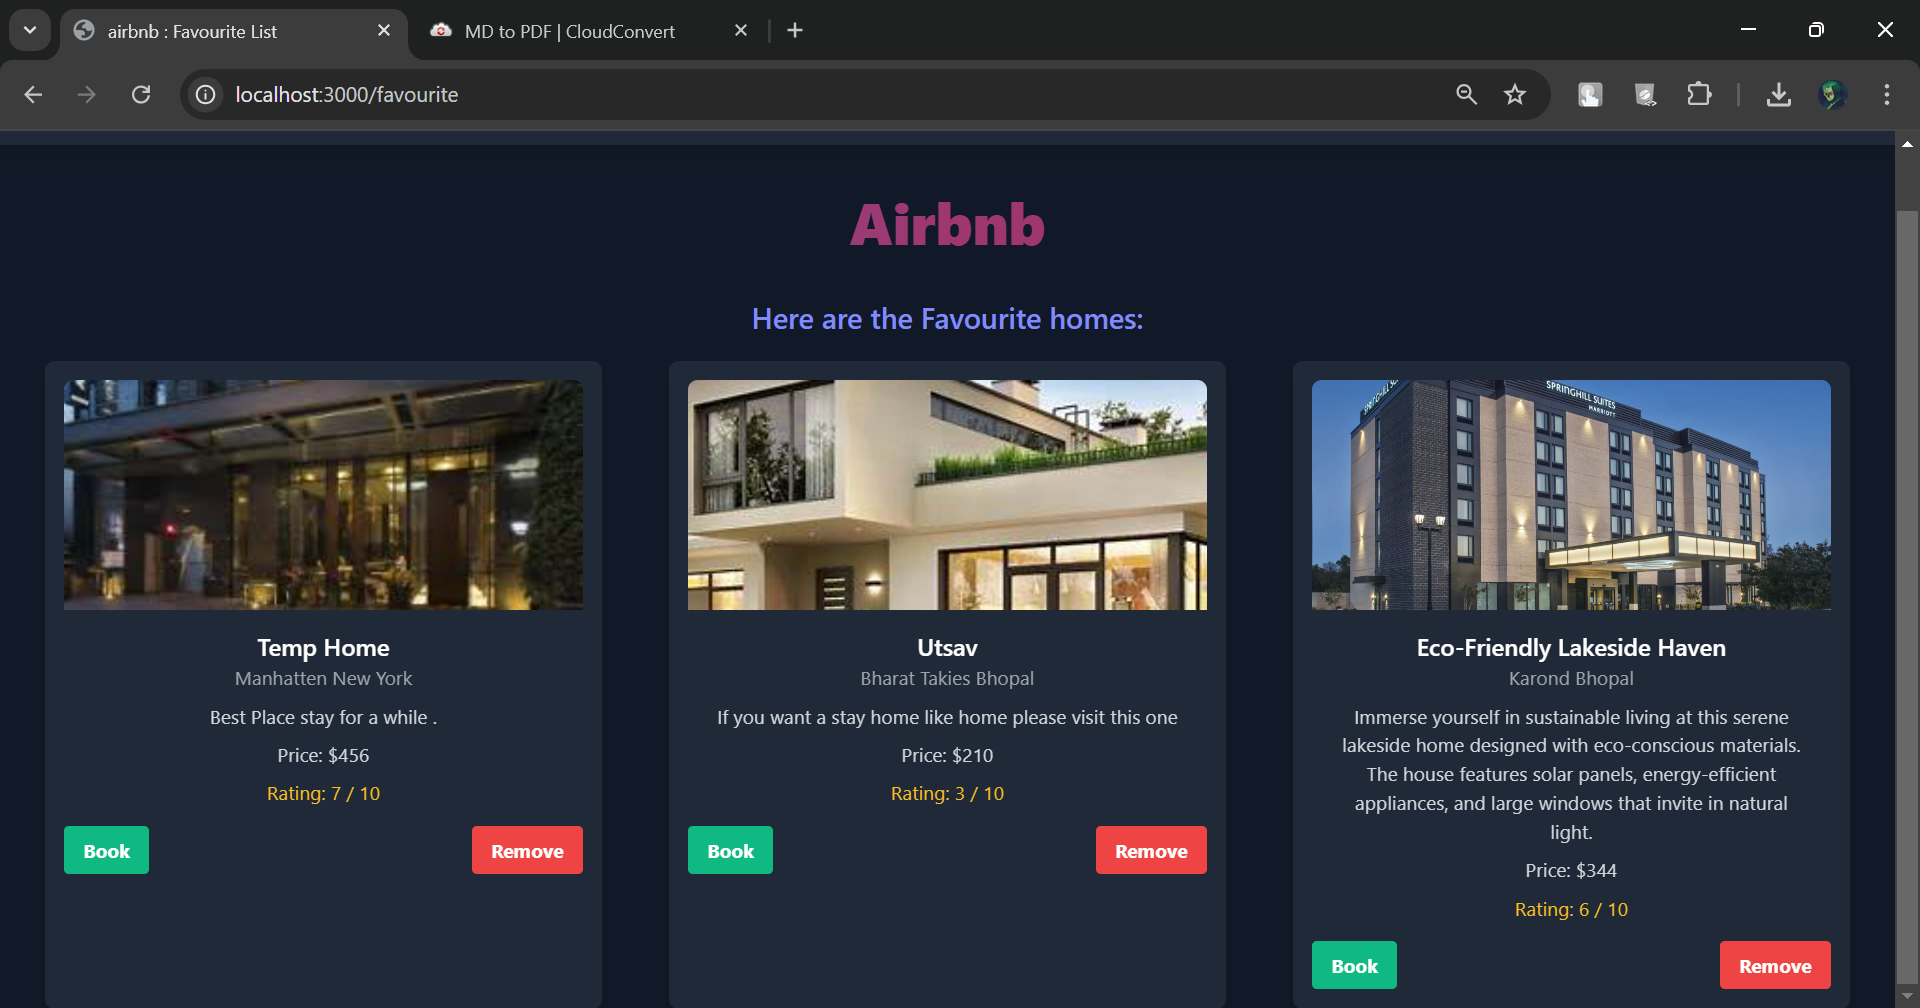 airbnb : Favourite List
MD to PDF | CloudConvert
localhost:3000/favourite
Airbnb
Here are the Favourite homes:
SPRINGHILL SUITES
MARRIOTT
Temp Home
Manhatten New York
Best Place stay for a while .
Price: $456
Rating: 7 / 10
Book
Remove
Utsav
Bharat Takies Bhopal
If you want a stay home like home please visit this one
Price: $210
Rating: 3 / 10
Book
Remove
Eco-Friendly Lakeside Haven
Karond Bhopal
Immerse yourself in sustainable living at this serene
lakeside home designed with eco-conscious materials.
The house features solar panels, energy-efficient
appliances, and large windows that invite in natural
light.
Price: $344
Rating: 6 / 10
Book
Remove